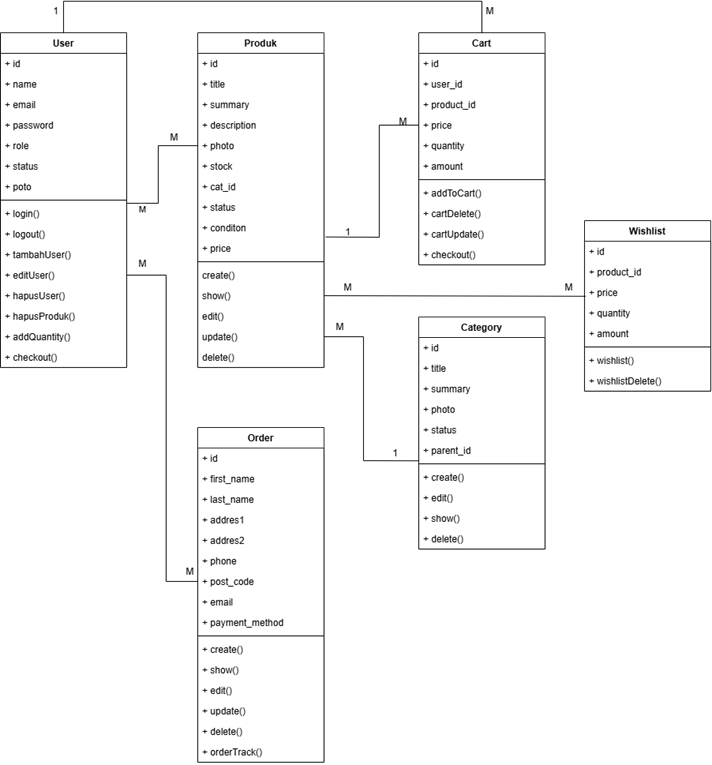 1
M
User
+ id
+ name
+ email
+ password
+ role
+ status
+ poto
+ login()
+ logout()
+ tambahUser()
+ editUser()
+ hapusUser()
+ hapusProduk()
+ addQuantity()
+ checkout()
M
M
M
Produk
+ id
+ title
+ summary
+ description
+ photo
+ stock
+ cat_id
+ status
+ conditon
+ price
create()
show()
edit()
update()
delete()
1
M
M
M
M
1
Cart
+ id
+ user_id
+ product_id
+ price
+ quantity
+ amount
+ addToCart()
+ cartDelete()
+ cartUpdate()
+ checkout()
Wishlist
+ id
+ product_id
+ price
+ quantity
+ amount
+ wishlist()
+ wishlistDelete()
Category
+ id
+ title
+ summary
+ photo
+ status
+ parent_id
+ create()
+ edit()
+ show()
+ delete()
M
Order
+ id
+ first_name
+ last_name
+ addres1
+ addres2
+ phone
+ post_code
+ email
+ payment_method
+ create()
+ show()
+ edit()
+ update()
+ delete()
+ orderTrack()